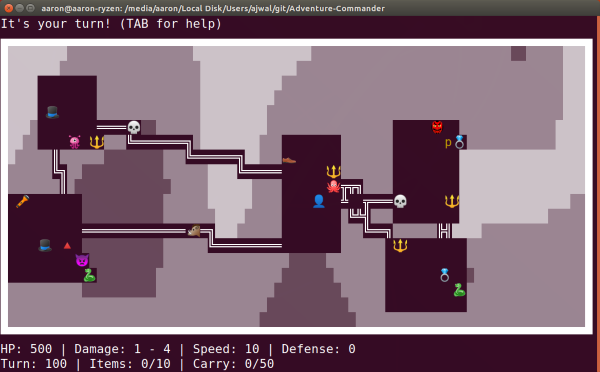 aaron@aaron-ryzen: /media/aaron/Local Disk/Users/ajwal/git/Adventure-Commander
It's your turn! (TAB for help)
p
HP: 500 | Damage: 1 - 4 | Speed: 10 | Defense: 0
Turn: 100 | Items: 0/10 | Carry: 0/50